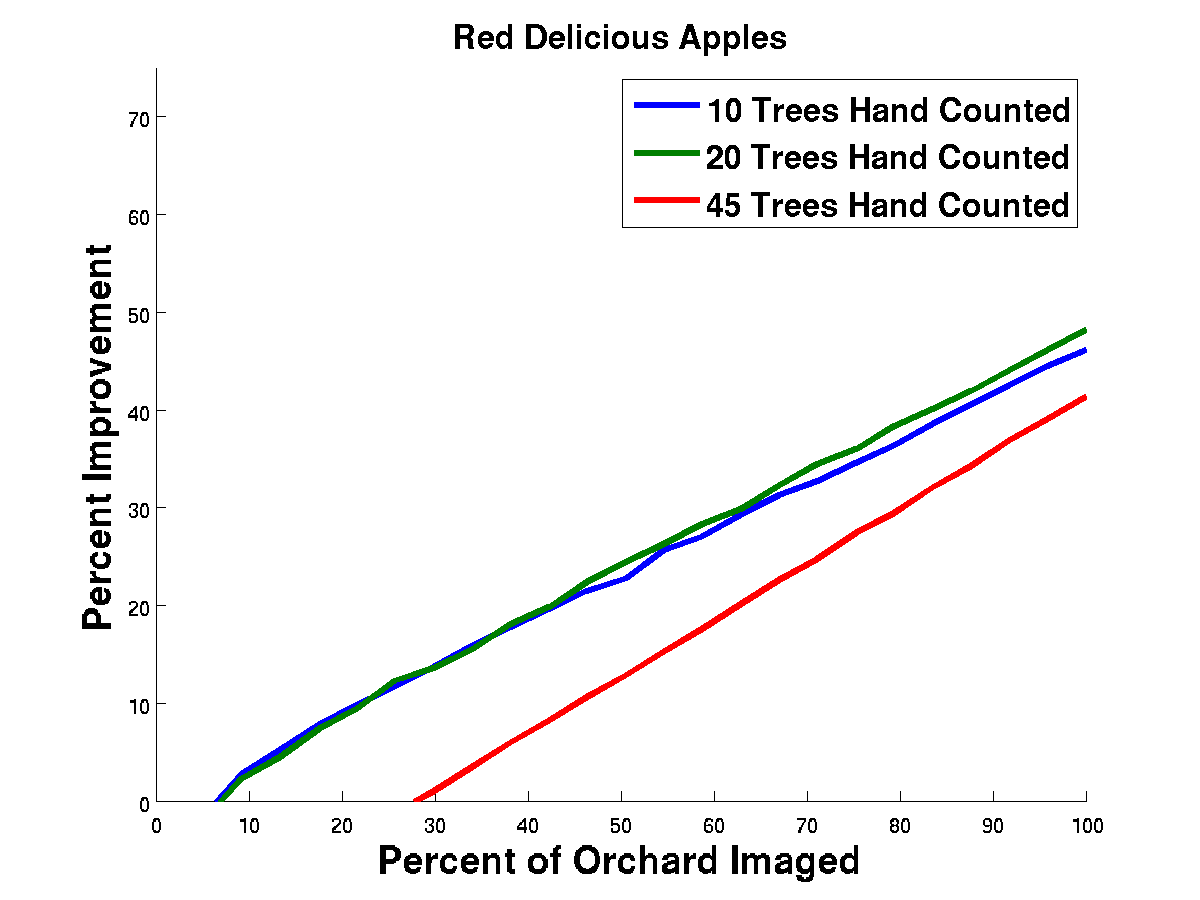 Red Delicious Apples
10 Trees Hand Counted
20 Trees Hand Counted
45 Trees Hand Counted
Percent Improvement
70
60
50
40
30
20
10
0
0 10 20 30 40 50 60 70 80 90 100
Percent of Orchard Imaged